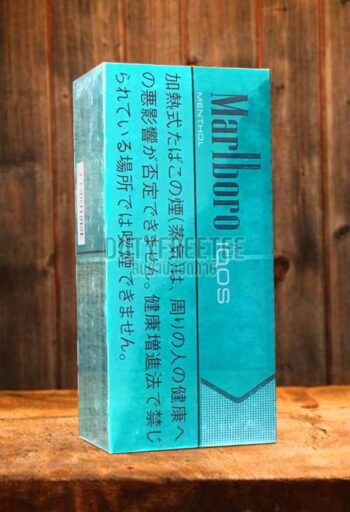 加熱式たばこの煙(蒸気)は、周りの人の健康へ
の悪影響が否定できません。健康増進法で禁じ
られている場所では喫煙できません。
Marlboro
MENTHOL
IQOS